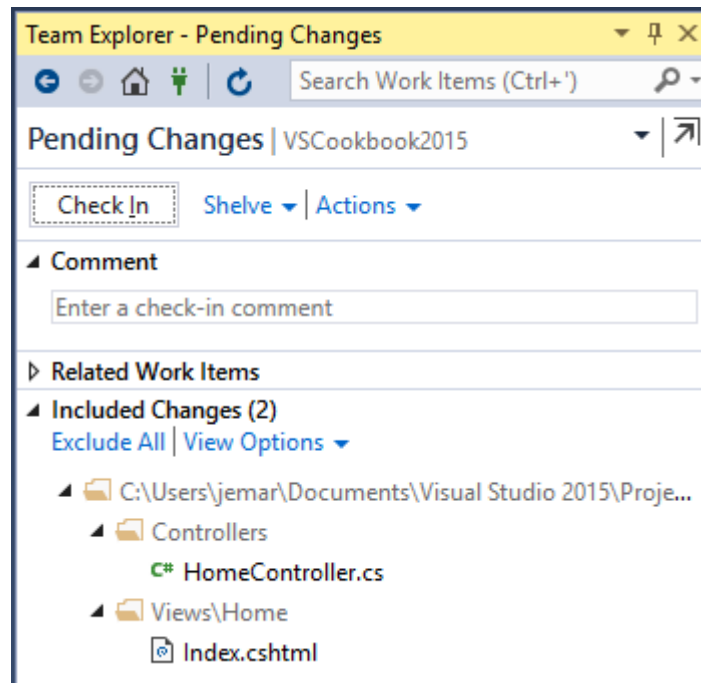 Team Explorer - Pending Changes
Search Work Items (Ctrl+')
Pending Changes | VSCookbook2015
Check In Shelve | Actions
Comment
Enter a check-in comment
Related Work Items
Included Changes (2)
Exclude All | View Options
C:\Users\jemar\Documents\Visual Studio 2015\Proje...
Controllers
C# HomeController.cs
Views\Home
Index.cshtml